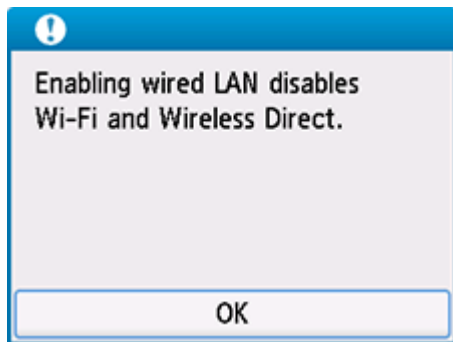 Enabling wired LAN disables
Wi-Fi and Wireless Direct.
OK